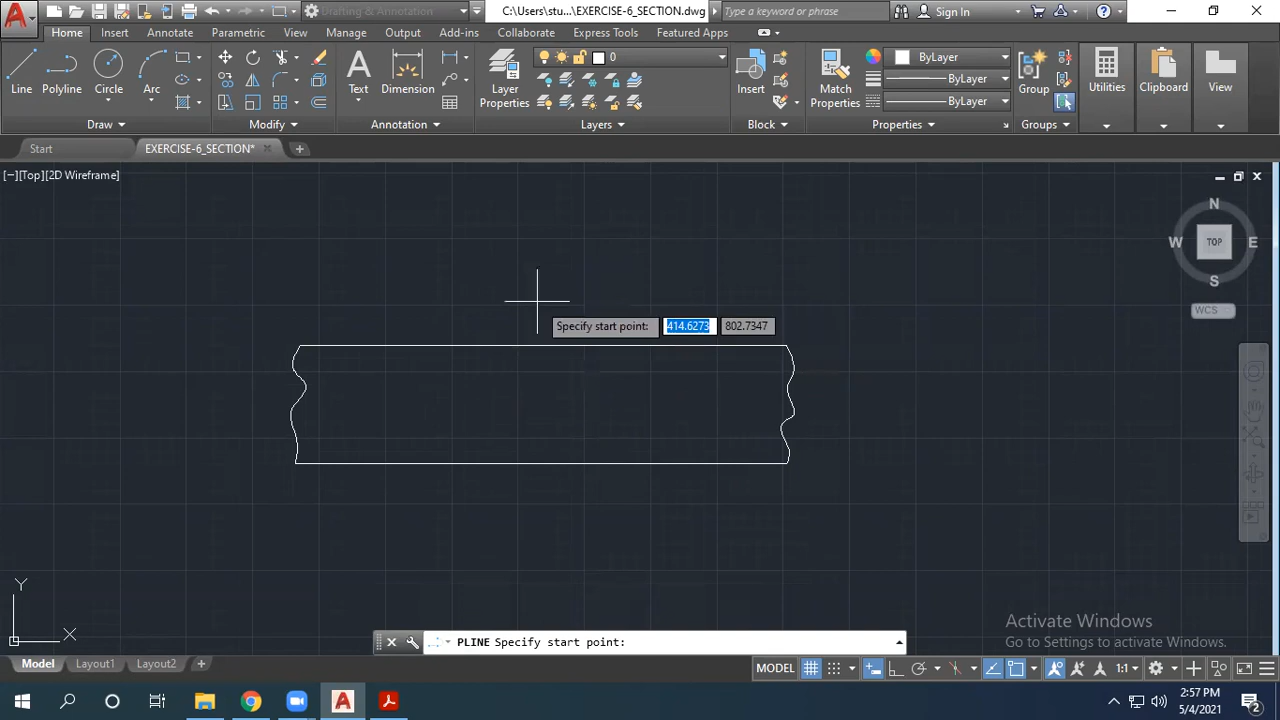 Drafting & Annotation
C:\Users\stu...\EXERCISE-6_SECTION.dwg
Type a keyword or phrase
Sign In
Home
Insert
Annotate
Parametric
View
Manage
Output
Add-ins
Collaborate
Express Tools
Featured Apps
Line
Polyline
Circle
Arc
Draw
Modify
Text
Dimension
Annotation
Layer
Properties
0
Layers
Insert
Block
Match
Properties
ByLayer
ByLayer
ByLayer
Properties
Group
Groups
Utilities
Clipboard
View
Start
EXERCISE-6_SECTION*
[−][Top][2D Wireframe]
N
W
TOP
E
S
WCS
Specify start point:
414.6273
802.7347
Y
X
Activate Windows
Go to Settings to activate Windows.
PLINE Specify start point:
Model
Layout1
Layout2
MODEL
1:1
2:57 PM
5/4/2021
2